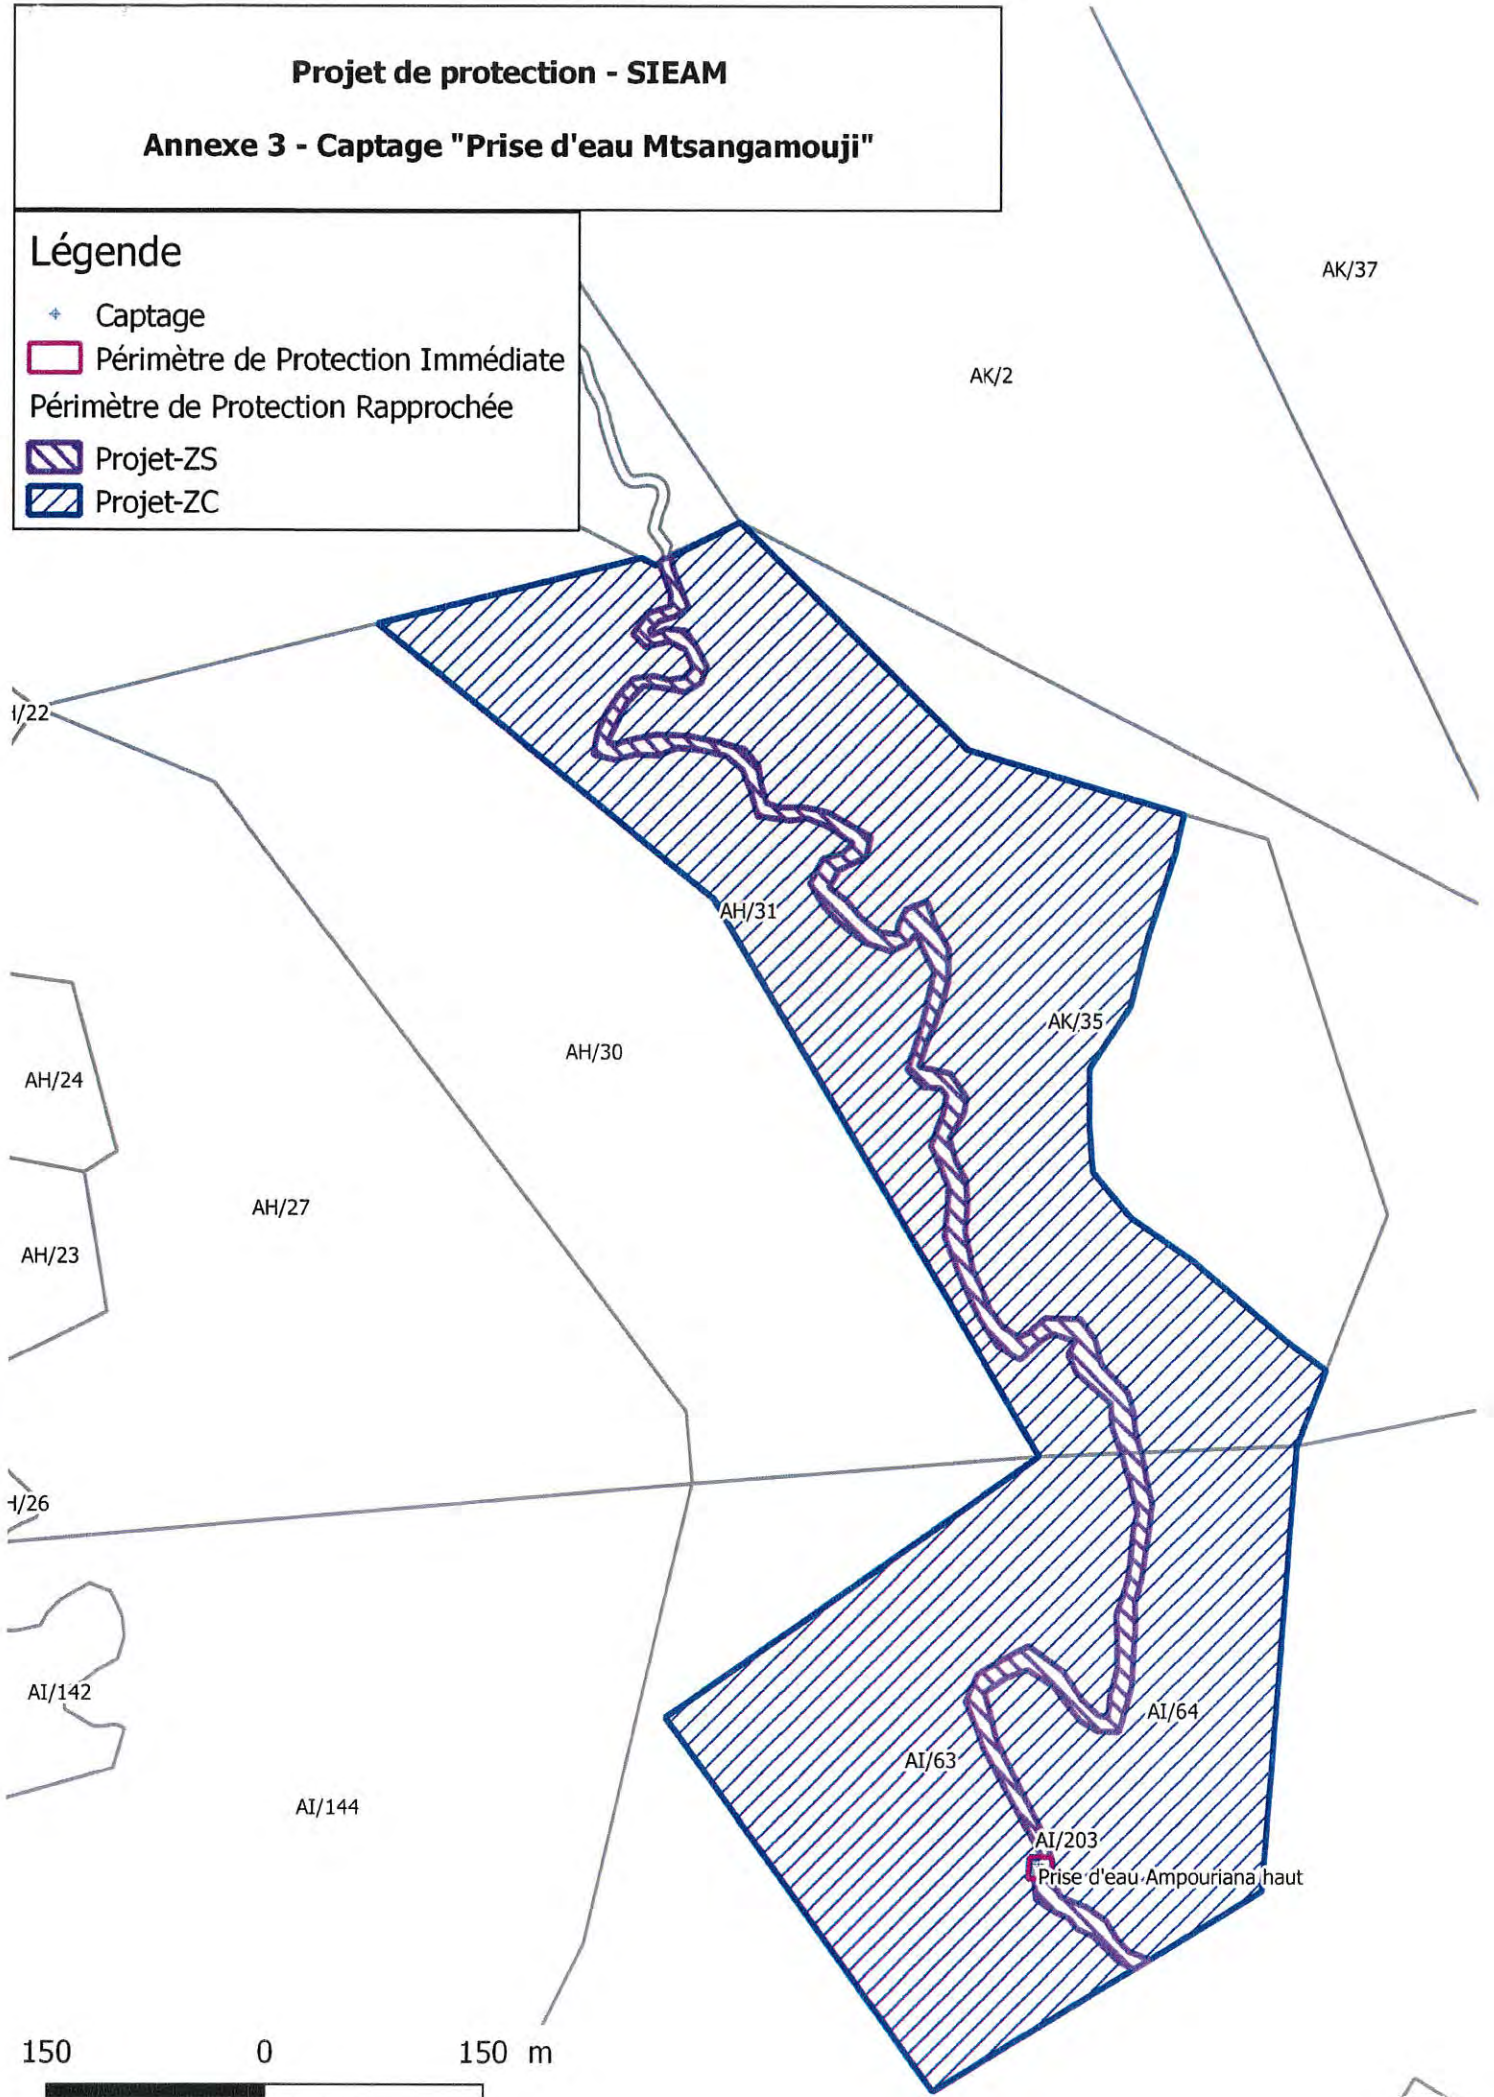 Projet de protection - SIEAM
Annexe 3 - Captage "Prise d'eau Mtsangamouji"
Légende
Captage
Périmètre de Protection Immédiate
Périmètre de Protection Rapprochée
Projet-ZS
Projet-ZC
AK/37
AK/2
/22
AH/31
AK/35
AH/30
AH/24
AH/27
AH/23
/26
AI/142
AI/64
AI/63
AI/144
AI/203
Prise d'eau Ampouriana haut
150 0 150 m